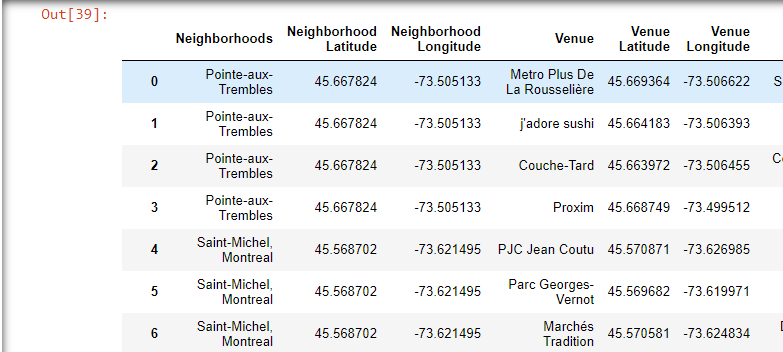 Out[39]:
Neighborhoods Neighborhood Latitude Neighborhood Longitude Venue Venue Latitude Venue Longitude
0 Pointe-aux-Trembles 45.667824 -73.505133 Metro Plus De La Rousselière 45.669364 -73.506622 S
1 Pointe-aux-Trembles 45.667824 -73.505133 j'adore sushi 45.664183 -73.506393
2 Pointe-aux-Trembles 45.667824 -73.505133 Couche-Tard 45.663972 -73.506455
3 Pointe-aux-Trembles 45.667824 -73.505133 Proxim 45.668749 -73.499512
4 Saint-Michel, Montreal 45.568702 -73.621495 PJC Jean Coutu 45.570871 -73.626985
5 Saint-Michel, Montreal 45.568702 -73.621495 Parc Georges-Vernot 45.569682 -73.619971
6 Saint-Michel, Montreal 45.568702 -73.621495 Marchés Tradition 45.570581 -73.624834